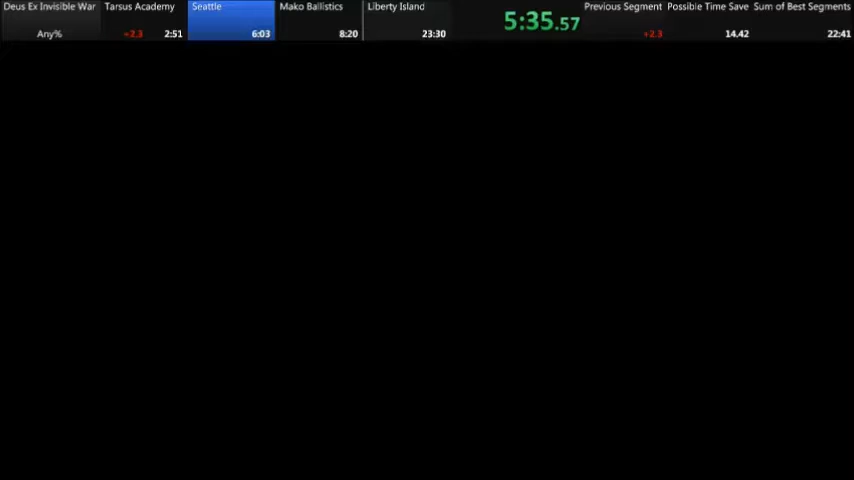 Deus Ex Invisible War
Any%
Tarsus Academy
+2.3 2:51
Seattle
6:03
Mako Ballistics
8:20
Liberty Island
23:30
5:35.57
Previous Segment
+2.3
Possible Time Save
14.42
Sum of Best Segments
22:41